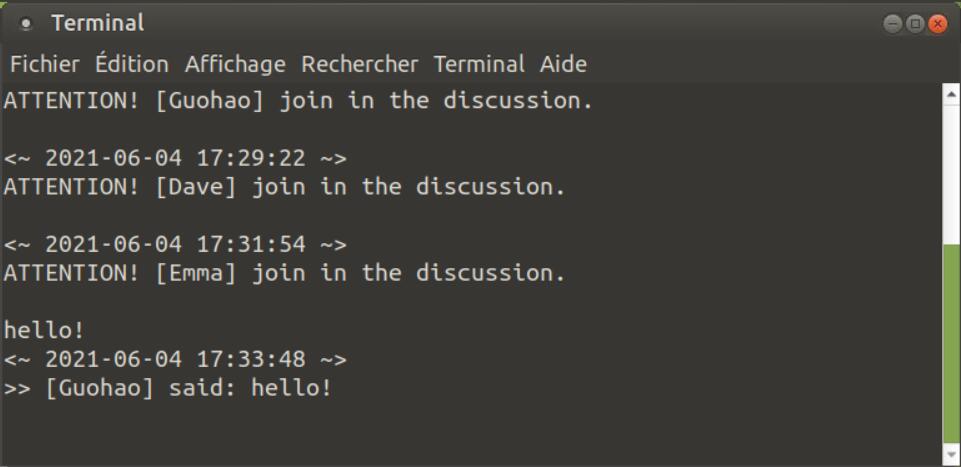 Terminal
Fichier Édition Affichage Rechercher Terminal Aide
ATTENTION! [Guohao] join in the discussion.
<~ 2021-06-04 17:29:22 ~>
ATTENTION! [Dave] join in the discussion.
<~ 2021-06-04 17:31:54 ~>
ATTENTION! [Emma] join in the discussion.
hello!
<~ 2021-06-04 17:33:48 ~>
>> [Guohao] said: hello!